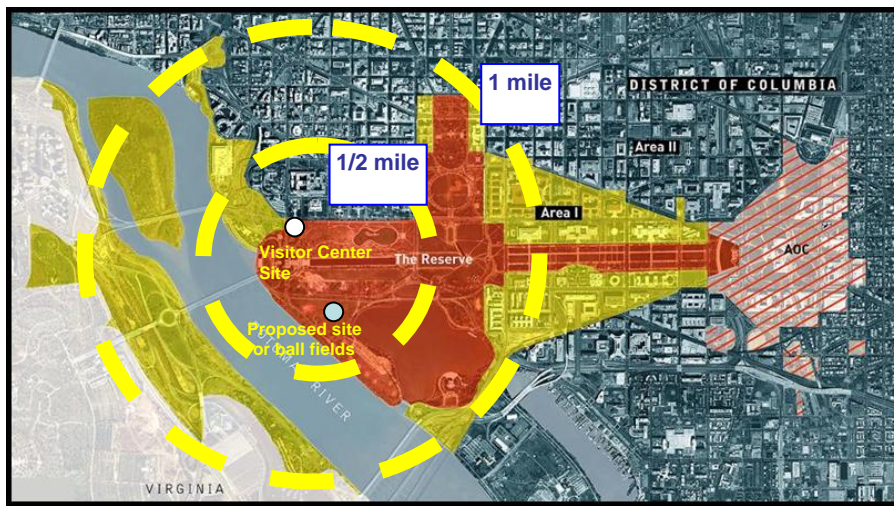 1 mile
DISTRICT OF COLUMBIA
Area II
1/2 mile
Area I
Visitor Center
Site
The Reserve
AOC
Proposed site
or ball fields
RIVER
VIRGINIA